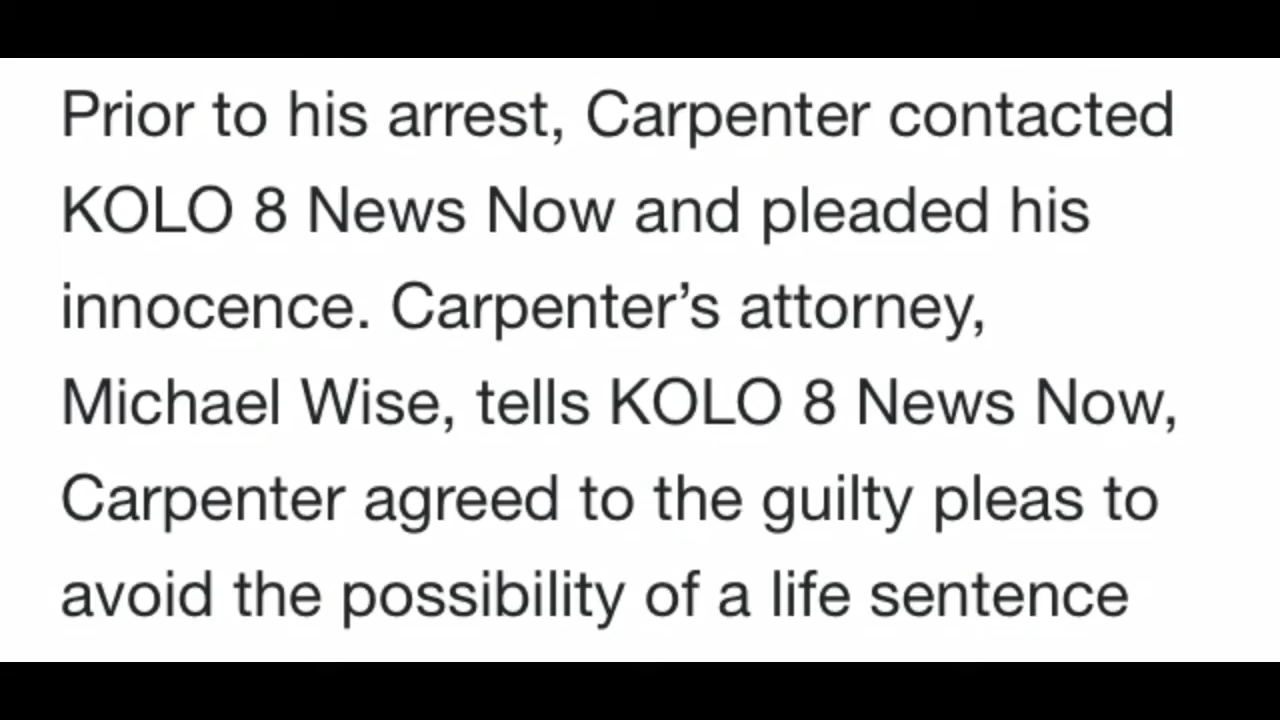 Prior to his arrest, Carpenter contacted
KOLO 8 News Now and pleaded his
innocence. Carpenter’s attorney,
Michael Wise, tells KOLO 8 News Now,
Carpenter agreed to the guilty pleas to
avoid the possibility of a life sentence